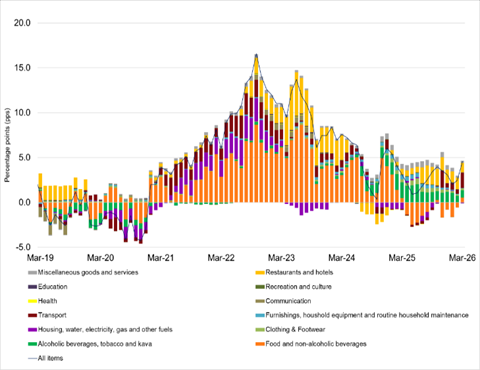 20.0
15.0
10.0
5.0
0.0
-5.0
Percentage points (pps)
Mar-19 Mar-20 Mar-21 Mar-22 Mar-23 Mar-24 Mar-25 Mar-26
Miscellaneous goods and services Restaurants and hotels
Education Recreation and culture
Health Communication
Transport Furnishings, houshold equipment and routine household maintenance
Housing, water, electricity, gas and other fuels Clothing & Footwear
Alcoholic beverages, tobacco and kava Food and non-alcoholic beverages
All items